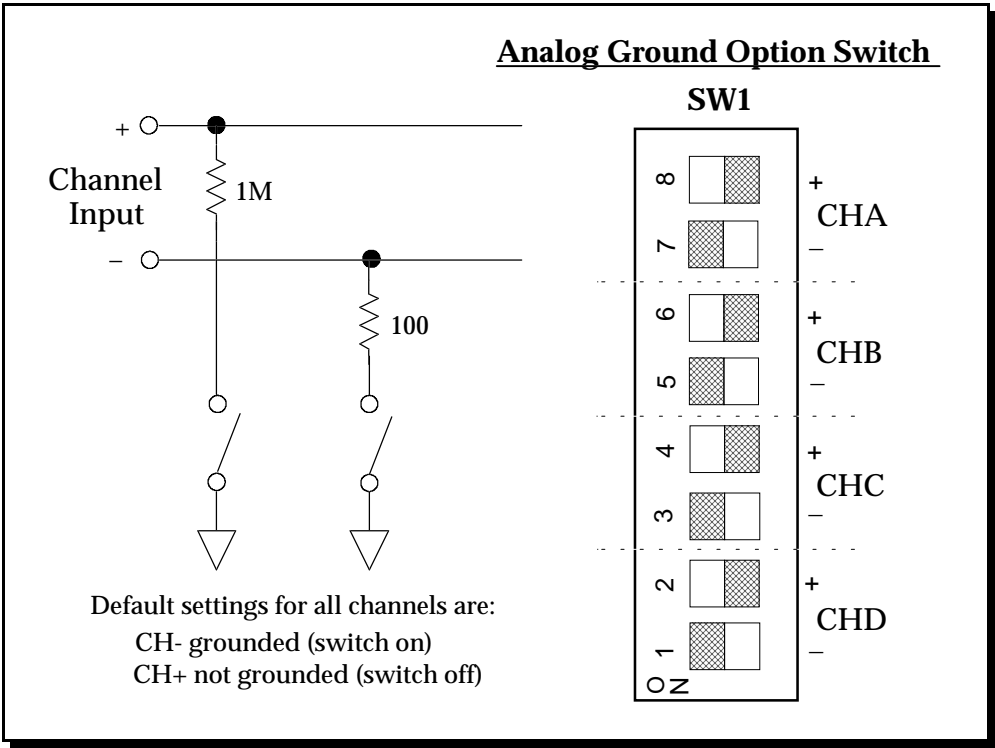 Analog Ground Option Switch
SW1
+
Channel
Input
1M
–
100
8
+
CHA
7
–
6
+
CHB
5
–
4
+
CHC
3
–
2
+
CHD
1
–
ON
Default settings for all channels are:
CH- grounded (switch on)
CH+ not grounded (switch off)